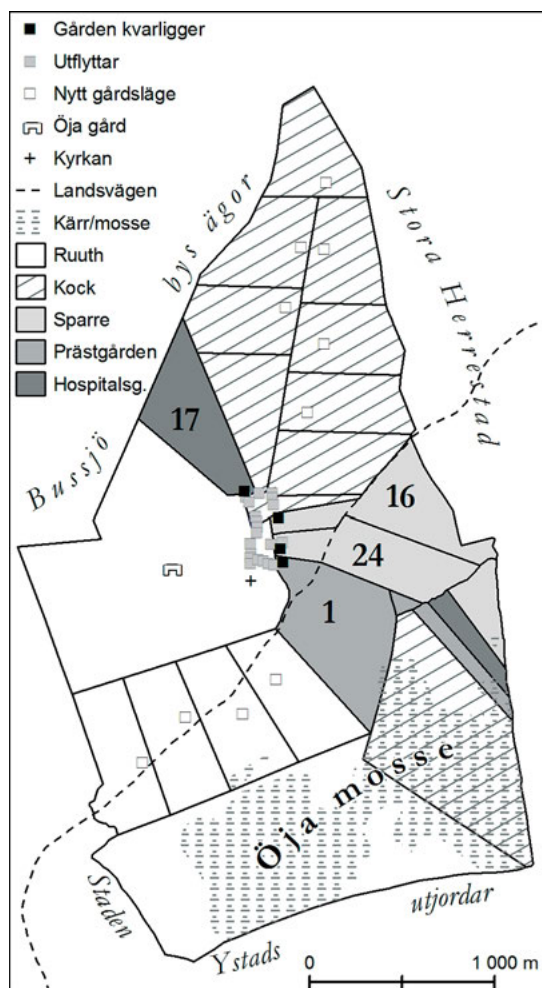 Gården kvarligger
Utflyttar
Nytt gårdsläge
Öja gård
Kyrkan
Landsvägen
Kärr/mosse
Ruuth
Kock
Sparre
Prästgården
Hospitalsg.
bys ägor
Stora Herrestad
Bussjö
17
16
24
1
Öja mosse
Staden
Ystads
utjordar
0 1 000 m